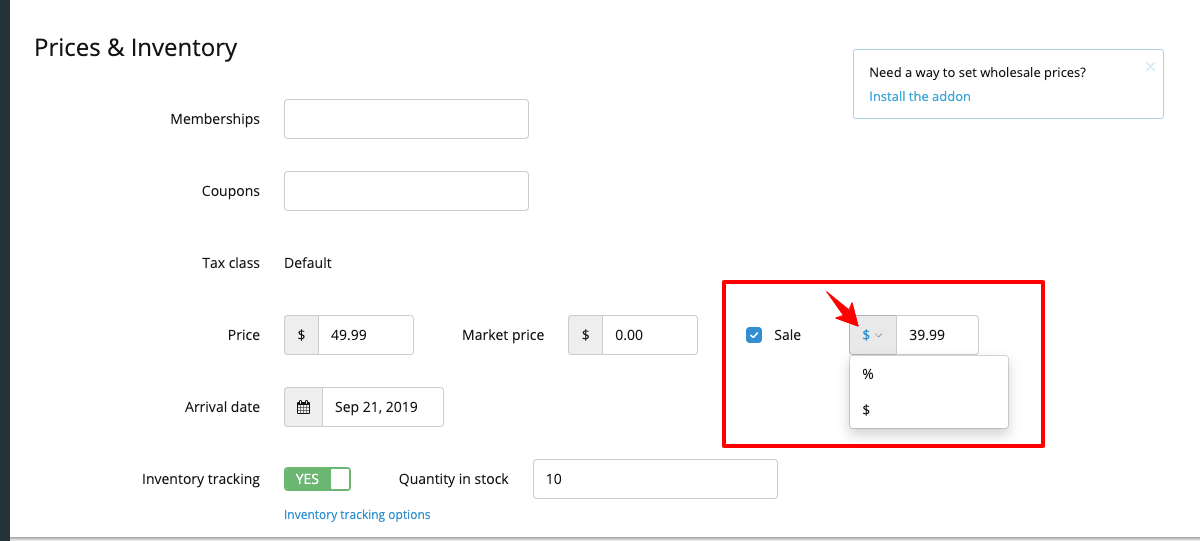 Prices & Inventory
Need a way to set wholesale prices?
Install the addon
Memberships
Coupons
Tax class Default
Price $ 49.99 Market price $ 0.00 Sale $ 39.99
%
$
Arrival date Sep 21, 2019
Inventory tracking YES Quantity in stock 10
Inventory tracking options